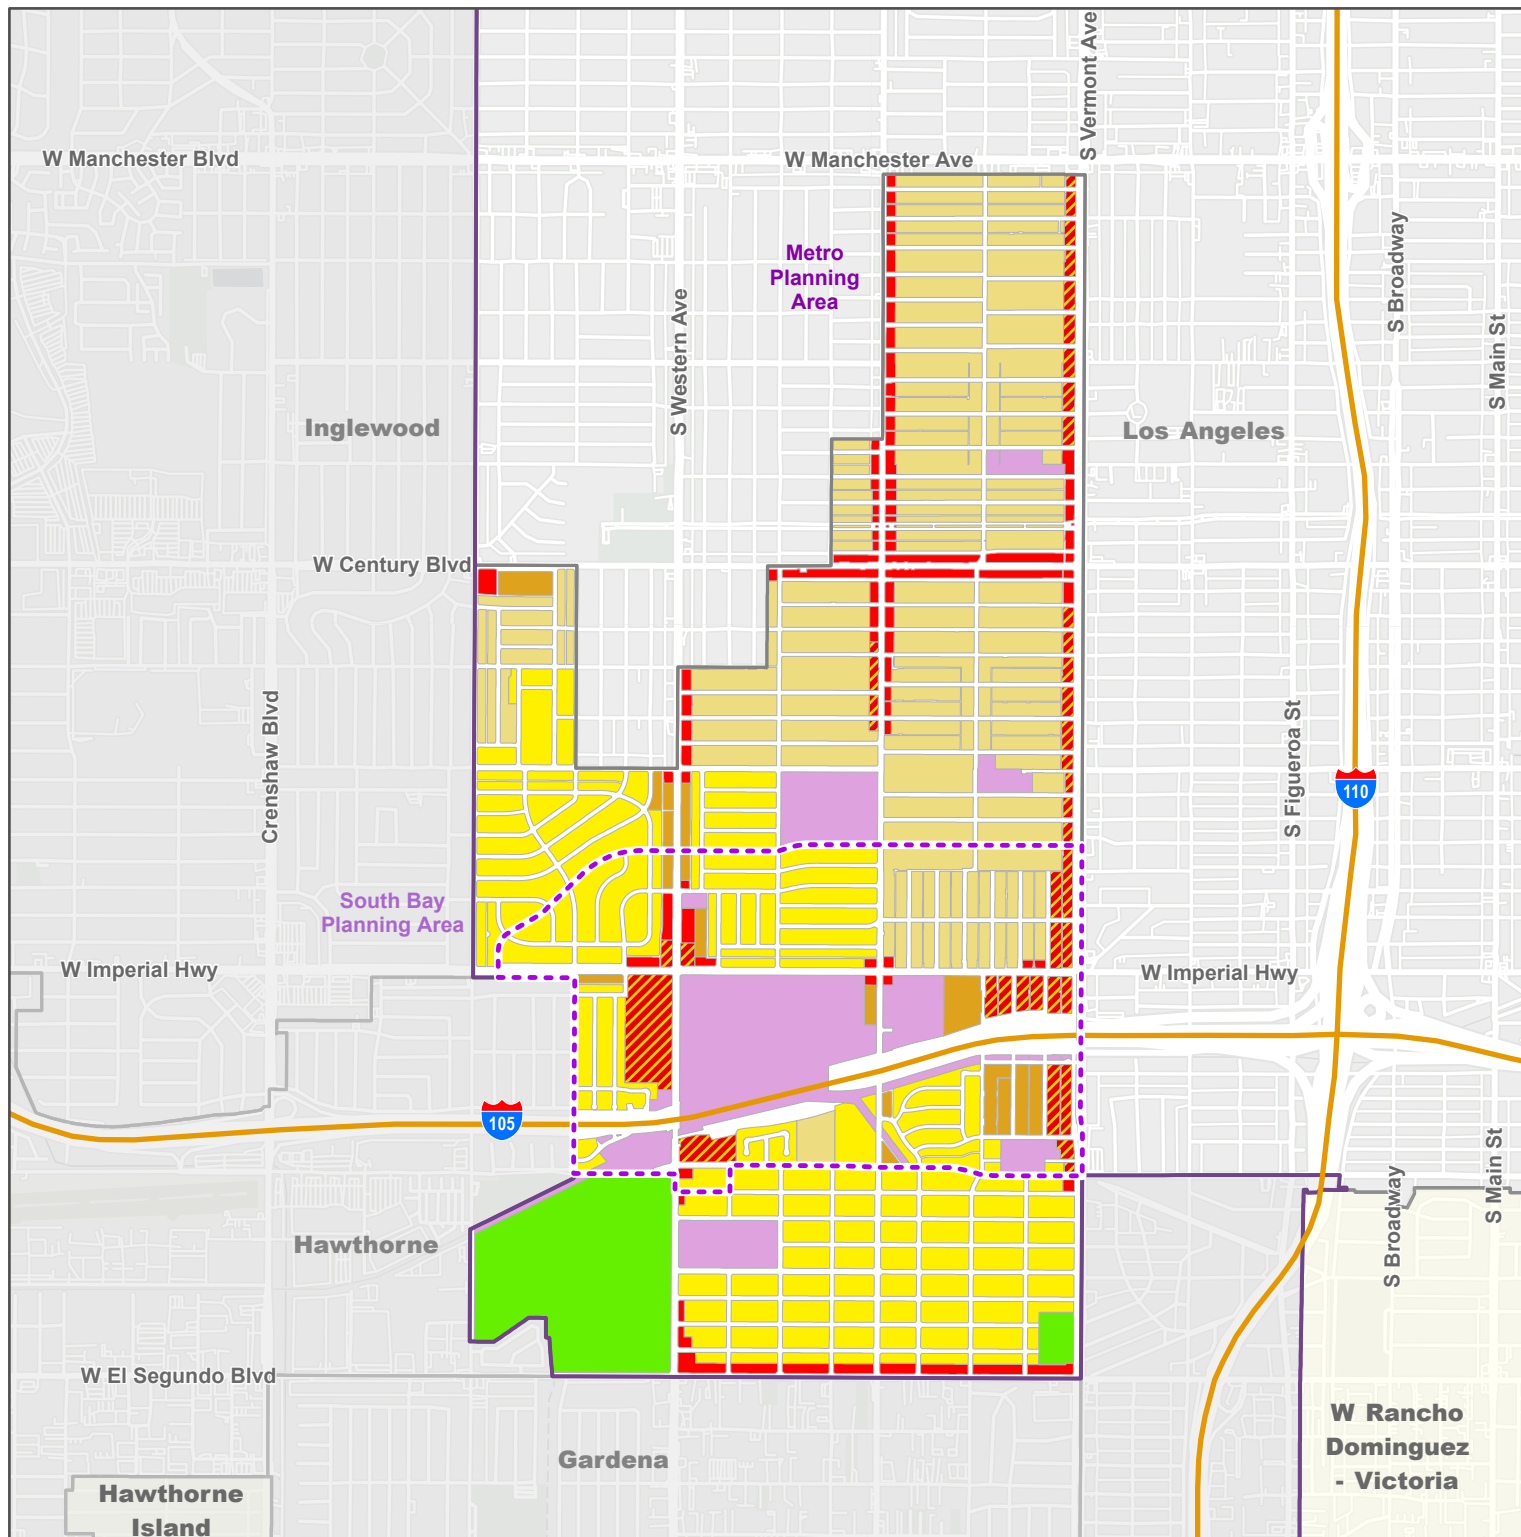 S Vermont Ave
W Manchester Blvd
W Manchester Ave
S Broadway
Metro
Planning
Area
S Western Ave
S Main St
Inglewood
Los Angeles
W Century Blvd
Crenshaw Blvd
S Figueroa St
110
South Bay
Planning Area
W Imperial Hwy
W Imperial Hwy
105
S Main St
S Broadway
Hawthorne
W El Segundo Blvd
W Rancho
Dominguez
- Victoria
Gardena
Hawthorne
Island